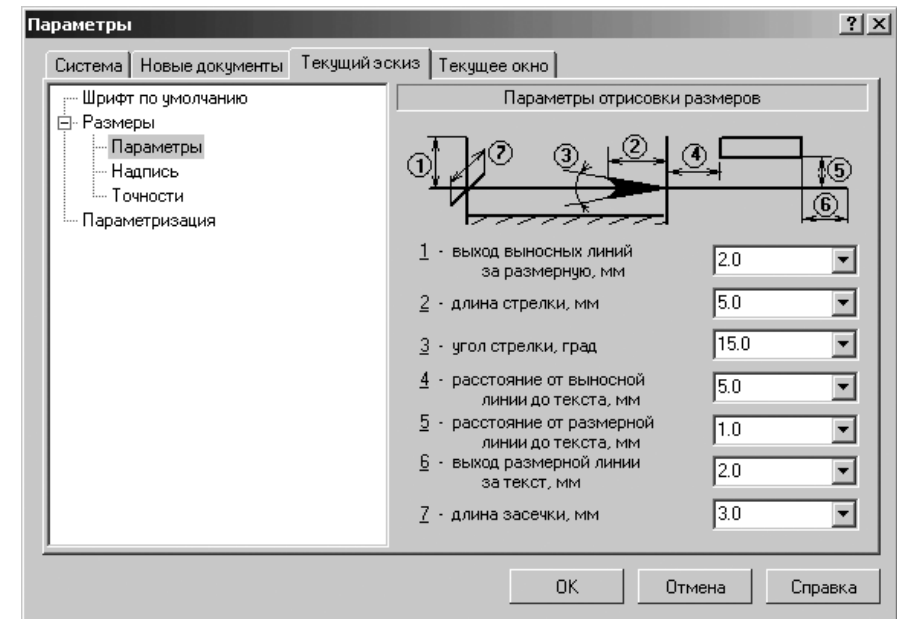 Параметры
Система Новые документы Текущий эскиз Текущее окно
Шрифт по умолчанию
Размеры
Параметры
Надпись
Точности
Параметризация
Параметры отрисовки размеров
1 7 3 2 4 5 6
1 - выход выносных линий
за размерную, мм
2.0
2 - длина стрелки, мм
5.0
3 - угол стрелки, град
15.0
4 - расстояние от выносной
линии до текста, мм
5.0
5 - расстояние от размерной
линии до текста, мм
1.0
6 - выход размерной линии
за текст, мм
2.0
7 - длина засечки, мм
3.0
OK Отмена Справка